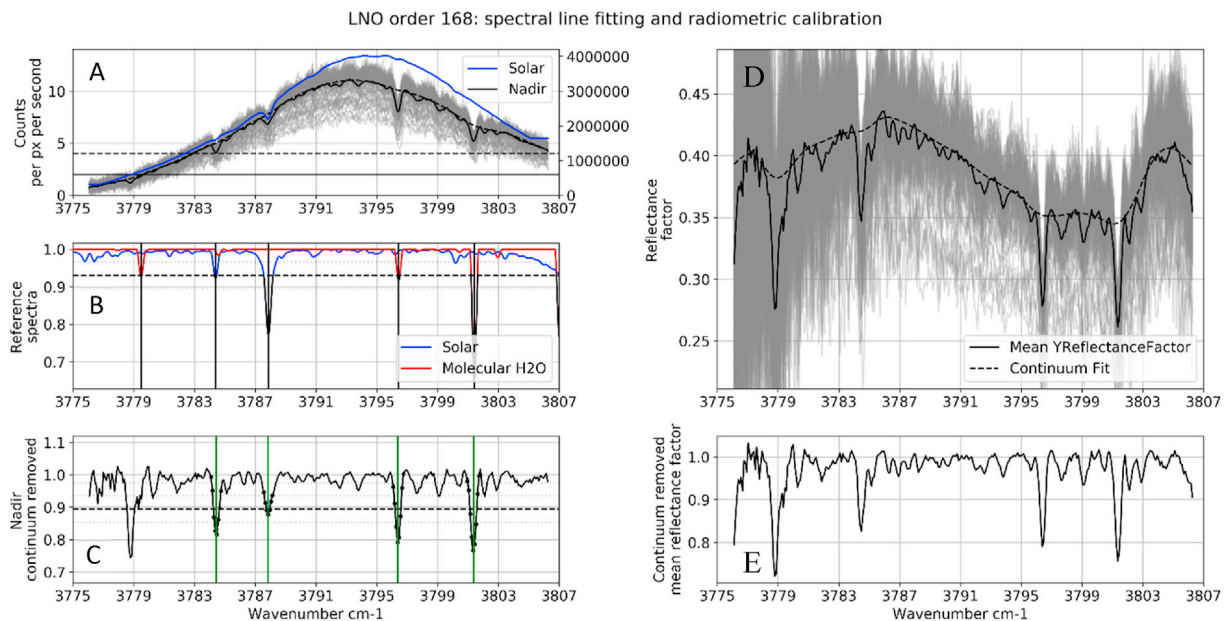 LNO order 168: spectral line fitting and radiometric calibration
A
Solar
Nadir
Counts
per px per second
10
5
0
4000000
3000000
2000000
1000000
0
3775 3779 3783 3787 3791 3795 3799 3803 3807
B
Reference
spectra
1.0
0.9
0.8
0.7
Solar
Molecular H2O
3775 3779 3783 3787 3791 3795 3799 3803 3807
C
Nadir
continuum removed
1.1
1.0
0.9
0.8
0.7
3775 3779 3783 3787 3791 3795 3799 3803 3807
Wavenumber cm-1
D
Reflectance
factor
0.45
0.40
0.35
0.30
0.25
Mean YReflectanceFactor
Continuum Fit
3775 3779 3783 3787 3791 3795 3799 3803 3807
E
Continuum removed
mean reflectance factor
1.0
0.9
0.8
3775 3779 3783 3787 3791 3795 3799 3803 3807
Wavenumber cm-1